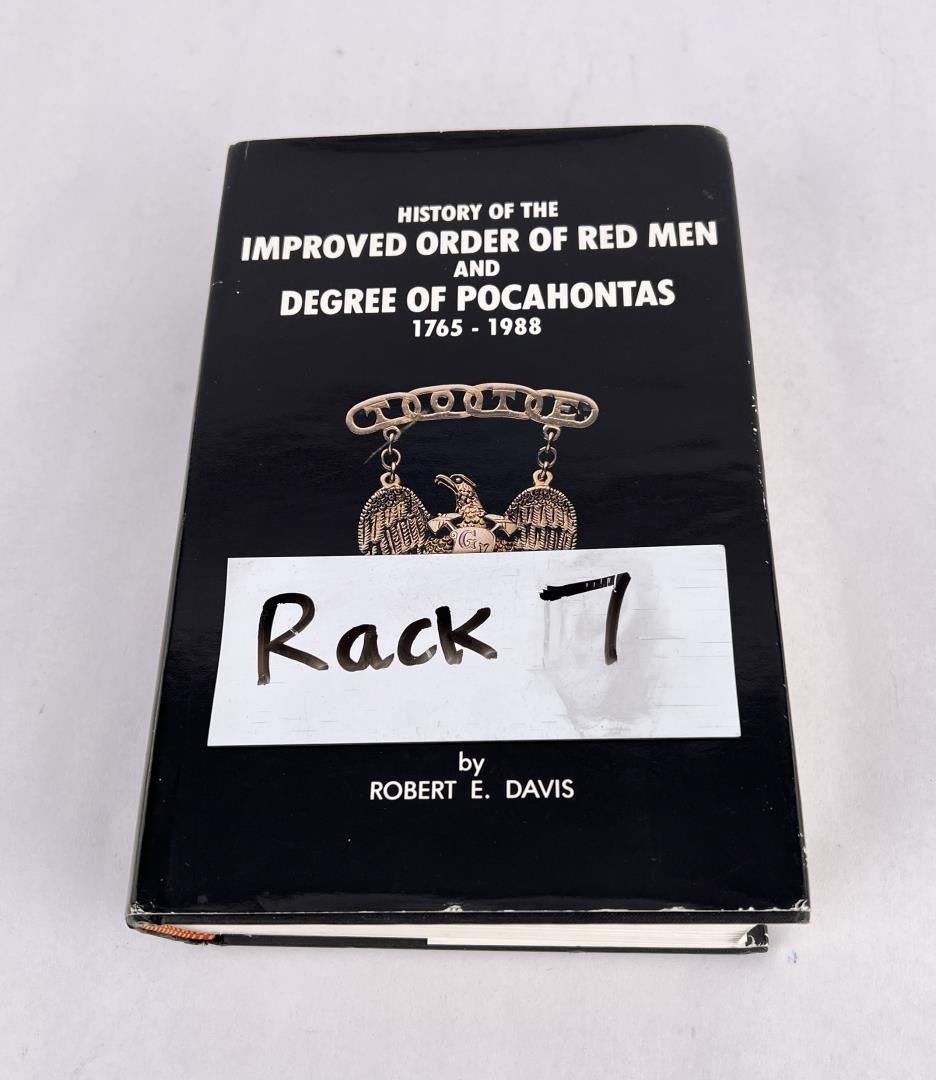 HISTORY OF THE
IMPROVED ORDER OF RED MEN
AND
DEGREE OF POCAHONTAS
1765 - 1988
TOTE
G
Rack 7
by
ROBERT E. DAVIS